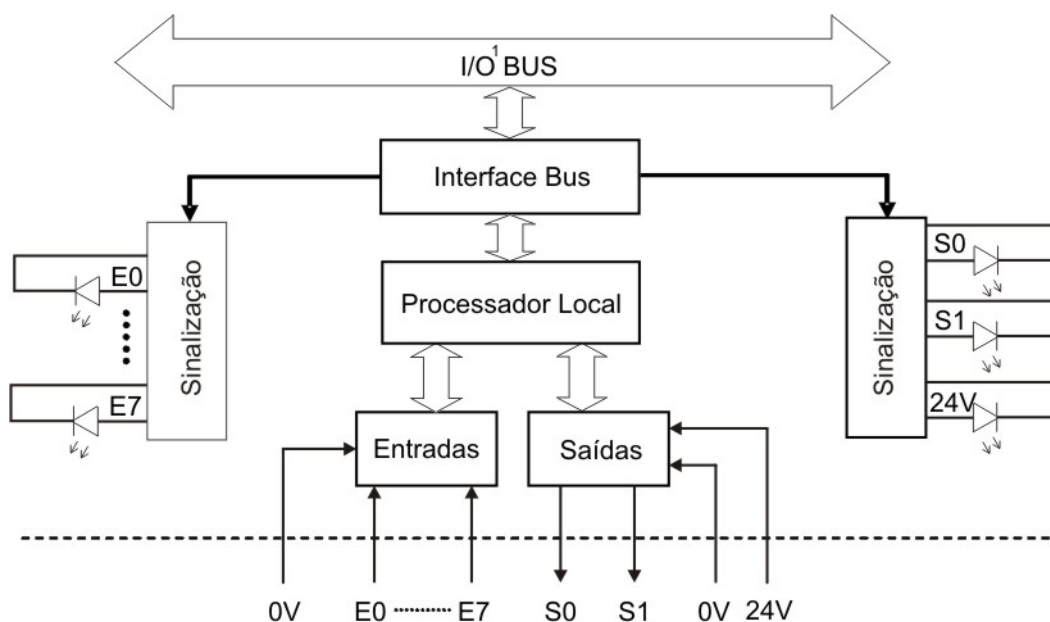 I/O¹ BUS
Interface Bus
Sinalização
E0
E7
Processador Local
Sinalização
S0
S1
24V
Entradas
Saídas
0V E0 ........ E7 S0 S1 0V 24V